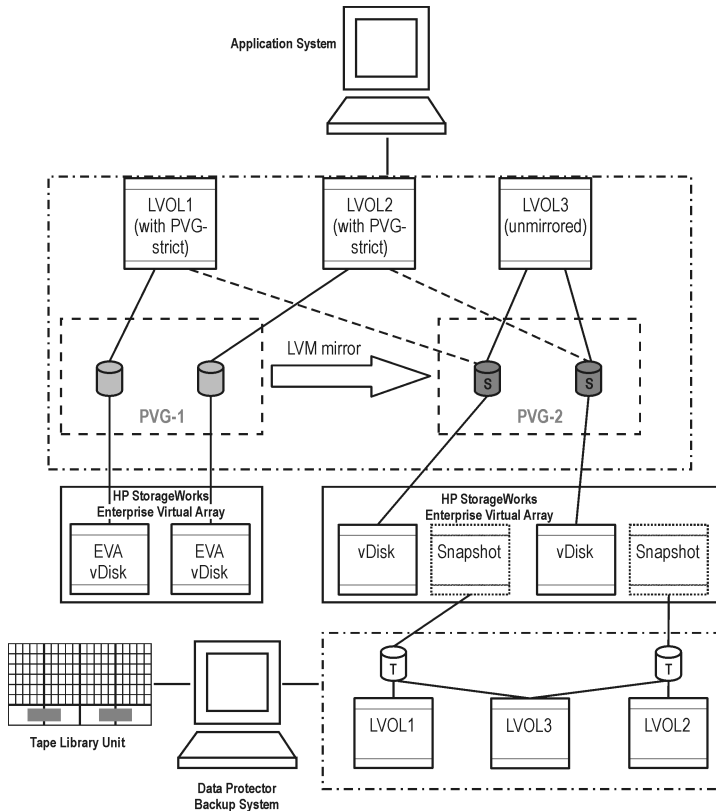 Application System
LVOL1
(with PVG-
strict)
LVOL2
(with PVG-
strict)
LVOL3
(unmirrored)
LVM mirror
PVG-1
S
S
PVG-2
HP StorageWorks
Enterprise Virtual Array
EVA
vDisk
EVA
vDisk
HP StorageWorks
Enterprise Virtual Array
vDisk
Snapshot
vDisk
Snapshot
T
T
LVOL1
LVOL3
LVOL2
Tape Library Unit
Data Protector
Backup System